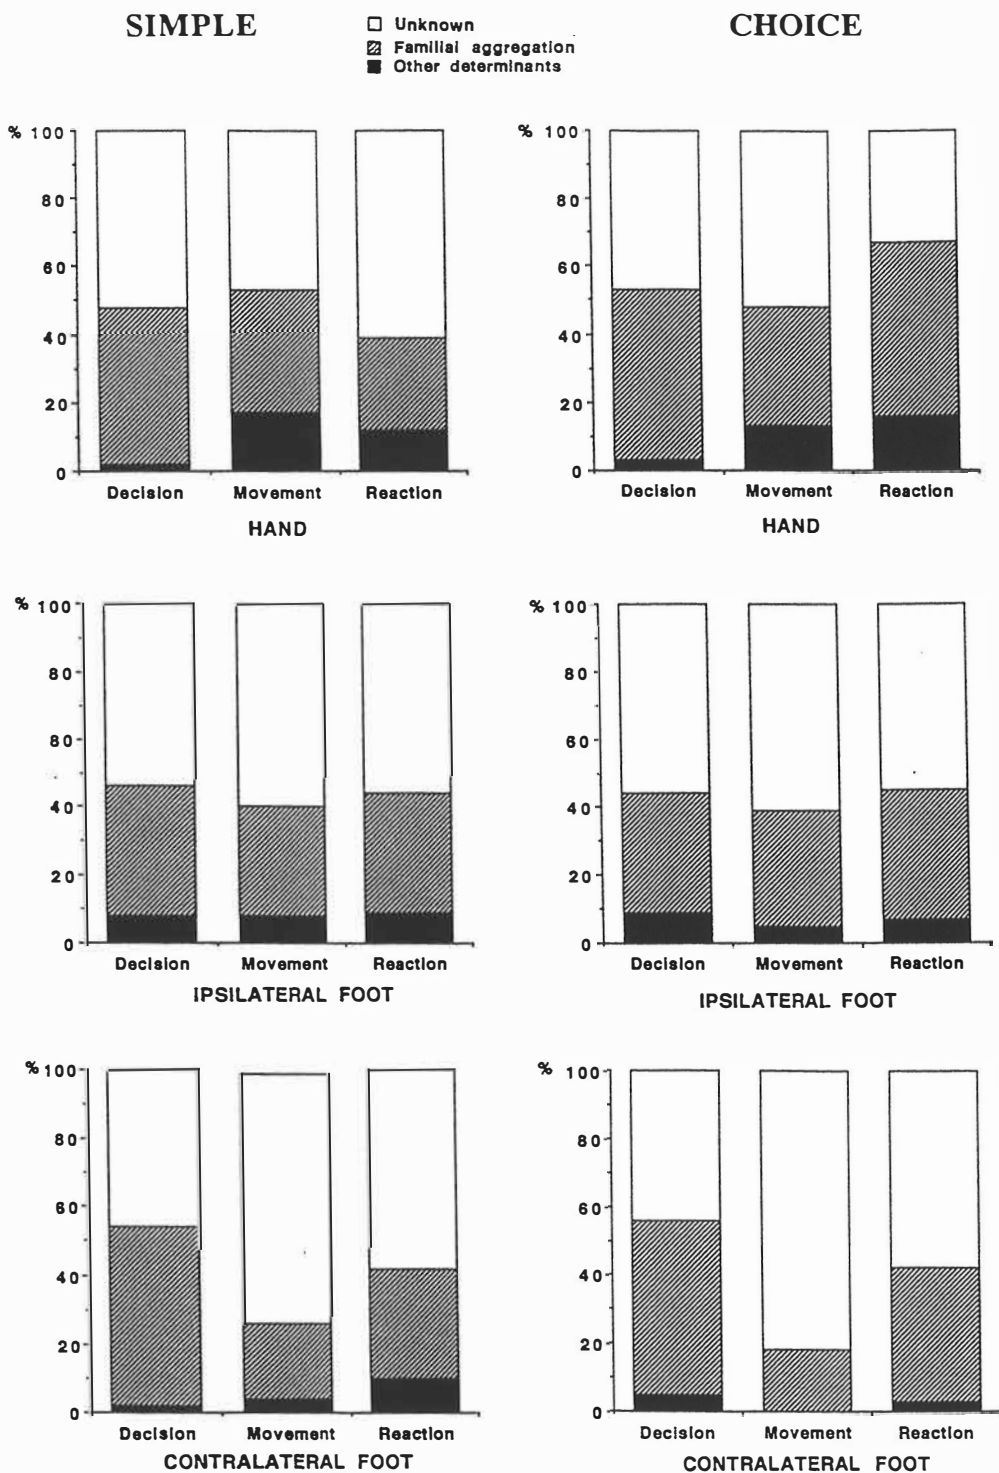 SIMPLE
Unknown
Familial aggregation
Other determinants
CHOICE
% 100
80
60
40
20
0
Decision Movement Reaction
HAND
% 100
80
60
40
20
0
Decision Movement Reaction
HAND
% 100
80
60
40
20
0
Decision Movement Reaction
IPSILATERAL FOOT
% 100
80
60
40
20
0
Decision Movement Reaction
IPSILATERAL FOOT
% 100
80
60
40
20
0
Decision Movement Reaction
CONTRALATERAL FOOT
% 100
80
60
40
20
0
Decision Movement Reaction
CONTRALATERAL FOOT